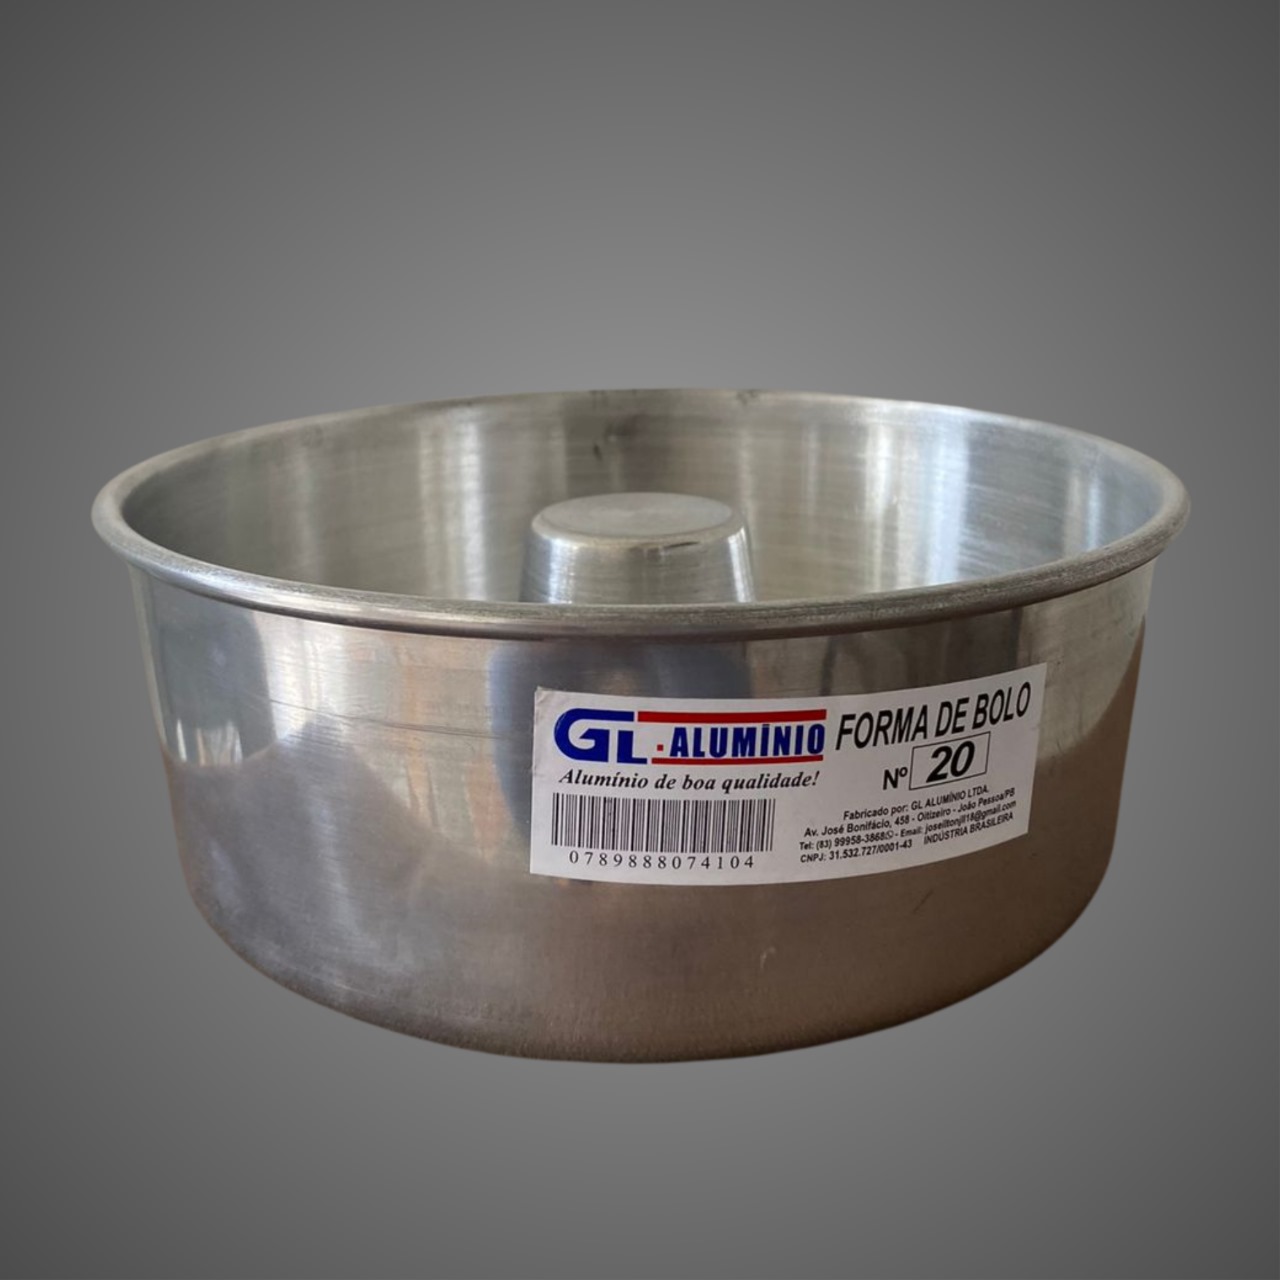 GL.ALUMÍNIO
Alumínio de boa qualidade!
0789888074104
FORMA DE BOLO
Nº 20
Fabricado por: GL ALUMÍNIO LTDA.
Av. José Bonifácio, 458 - Oitizeiro - João Pessoa/PB
Tel: (83) 99958-3868 - Email: joseiltonjll18@gmail.com
CNPJ: 31.532.727/0001-43 INDÚSTRIA BRASILEIRA